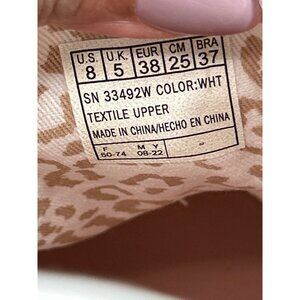 U.S. U.K. EUR CM BRA
8 5 38 25 37
SN 33492W COLOR:WHT
TEXTILE UPPER
MADE IN CHINA/HECHO EN CHINA
F M Y
50-74 08-22